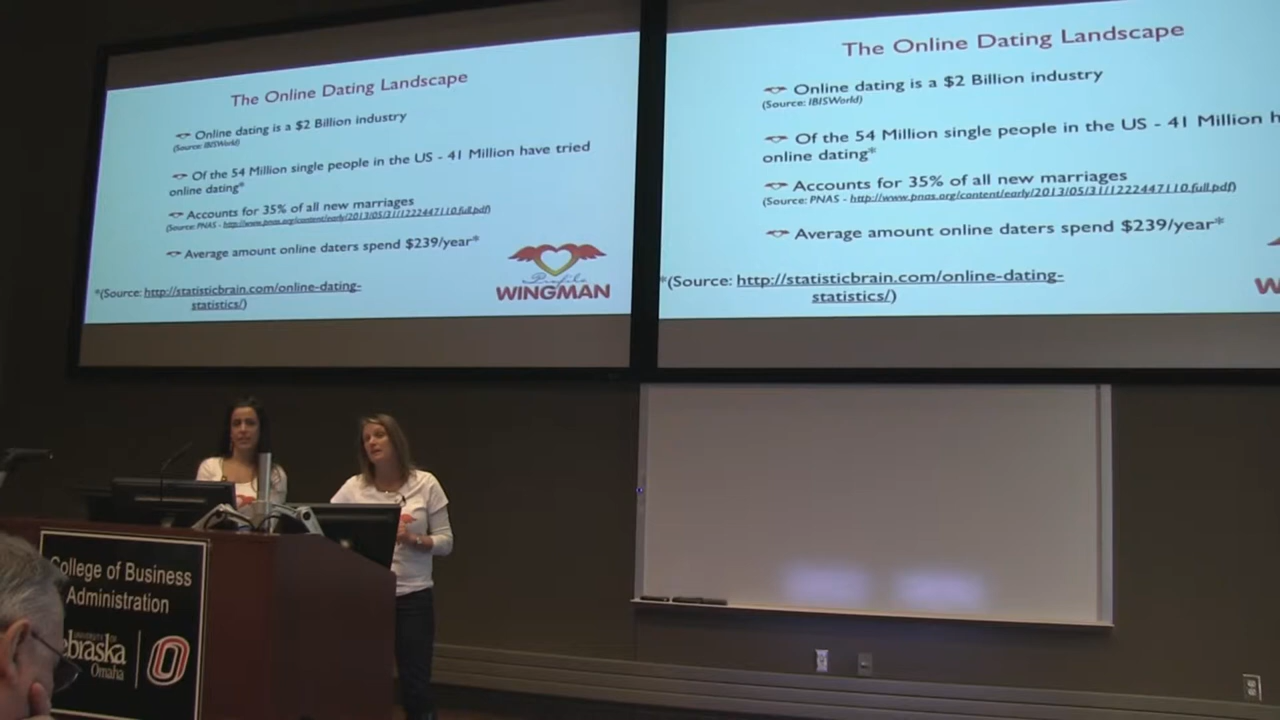 The Online Dating Landscape
Online dating is a $2 Billion industry
(Source: IBISWorld)
Of the 54 Million single people in the US - 41 Million have tried
online dating*
Accounts for 35% of all new marriages
(Source: PNAS - http://www.pnas.org/content/early/2013/05/31/1222447110.full.pdf)
Average amount online daters spend $239/year*
*(Source: http://statisticbrain.com/online-dating-
statistics/)
Profile
WINGMAN
The Online Dating Landscape
Online dating is a $2 Billion industry
(Source: IBISWorld)
Of the 54 Million single people in the US - 41 Million h
online dating*
Accounts for 35% of all new marriages
(Source: PNAS - http://www.pnas.org/content/early/2013/05/31/1222447110.full.pdf)
Average amount online daters spend $239/year*
*(Source: http://statisticbrain.com/online-dating-
statistics/)
W
College of Business
Administration
UNIVERSITY OF
ebraska
Omaha
O